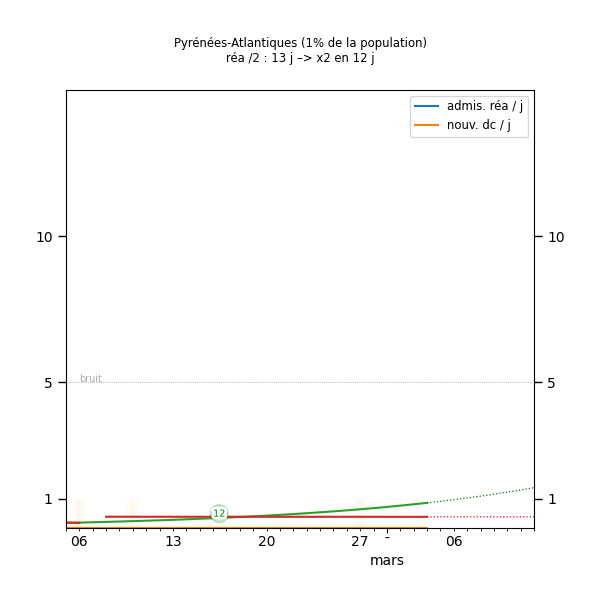 Pyrénées-Atlantiques (1% de la population)
réa /2 : 13 j –> x2 en 12 j
admis. réa / j
nouv. dc / j
10
10
bruit
5
5
12
1
1
06
13
20
27
-
06
mars